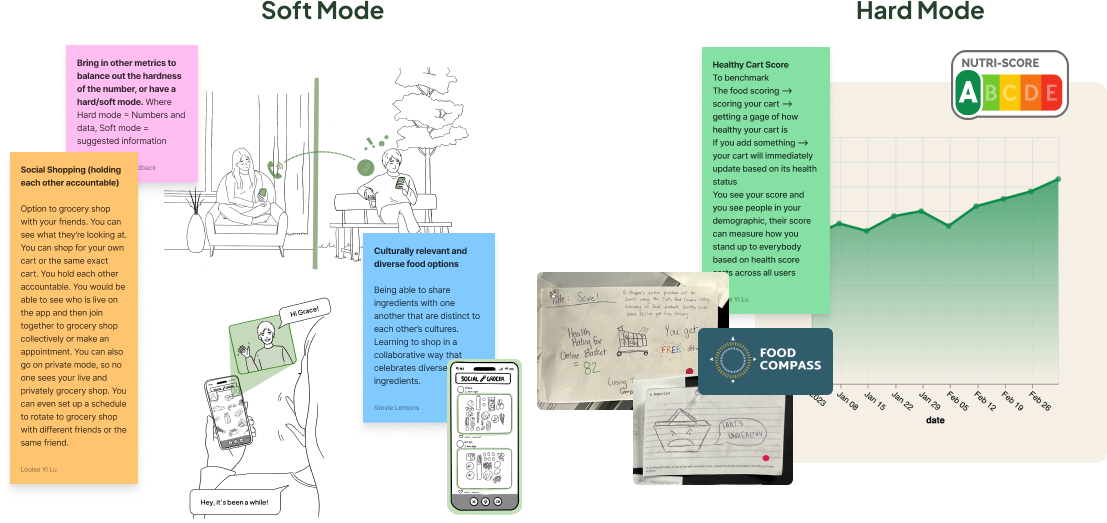 Soft Mode
Hard Mode
Bring in other metrics to
balance out the hardness
of the number, or have a
hard/soft mode. Where
Hard mode = Numbers and
data, Soft mode =
suggested information
Social Shopping (holding
each other accountable)
Option to grocery shop
with your friends. You can
see what they're looking at.
You can shop for your own
cart or the same exact
cart. You hold each other
accountable. You would be
able to see who is live on
the app and then join
together to grocery shop
collectively or make an
appointment. You can also
go on private mode, so no
one sees your live and
privately grocery shop. You
can even set up a schedule
to rotate to grocery shop
with different friends or the
same friend.
Louise Yi Lu
Culturally relevant and
diverse food options
Being able to share
ingredients with one
another that are distinct to
each other's cultures.
Learning to shop in a
collaborative way that
celebrates diverse
ingredients.
Stevie Lemons
Hi Grace!
Hey, it's been a while!
SOCIAL GROCER
Healthy Cart Score
To benchmark
The food scoring →
scoring your cart →
getting a gage of how
healthy your cart is
If you add something →
your cart will immediately
update based on its health
status
You see your score and
you see people in your
demographic, their score
can measure how you
stand up to everybody
based on health score
carts across all users
Yi Lu
NUTRI-SCORE
A B C D E
Title: Score!
Health
Rating for
Online Basket
= 82
You get
FREE
FOOD
COMPASS
Angry Cart
THAT'S
UNHEALTHY
2023
Jan 08
Jan 15
Jan 22
Jan 29
Feb 05
Feb 12
Feb 19
Feb 26
date